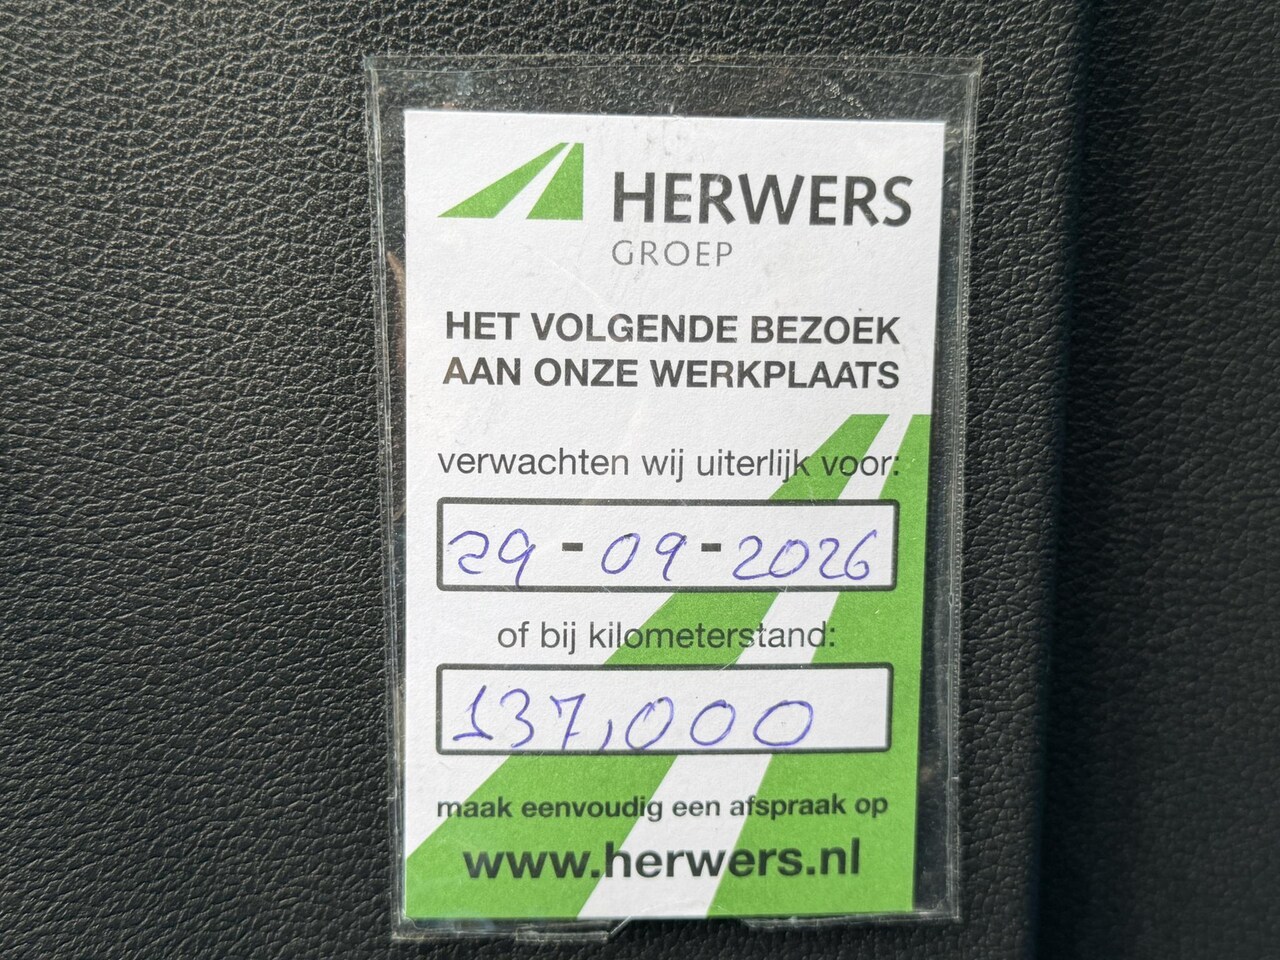 HERWERS
GROEP
HET VOLGENDE BEZOEK
AAN ONZE WERKPLAATS
verwachten wij uiterlijk voor:
29 - 09 - 2026
of bij kilometerstand:
137,000
maak eenvoudig een afspraak op
www.herwers.nl